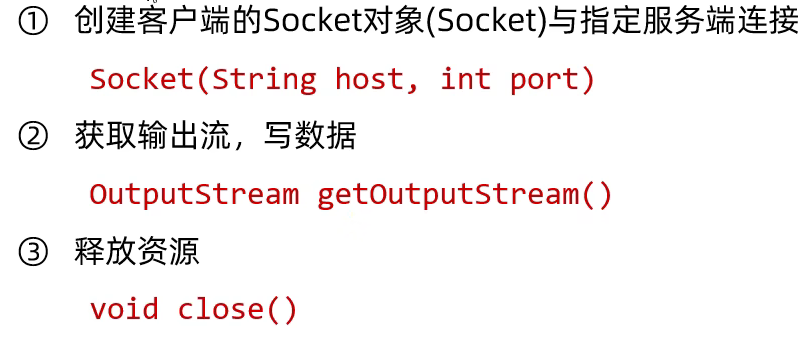 ① 创建客户端的Socket对象(Socket)与指定服务端连接
Socket(String host, int port)
② 获取输出流，写数据
OutputStream getOutputStream()
③ 释放资源
void close()